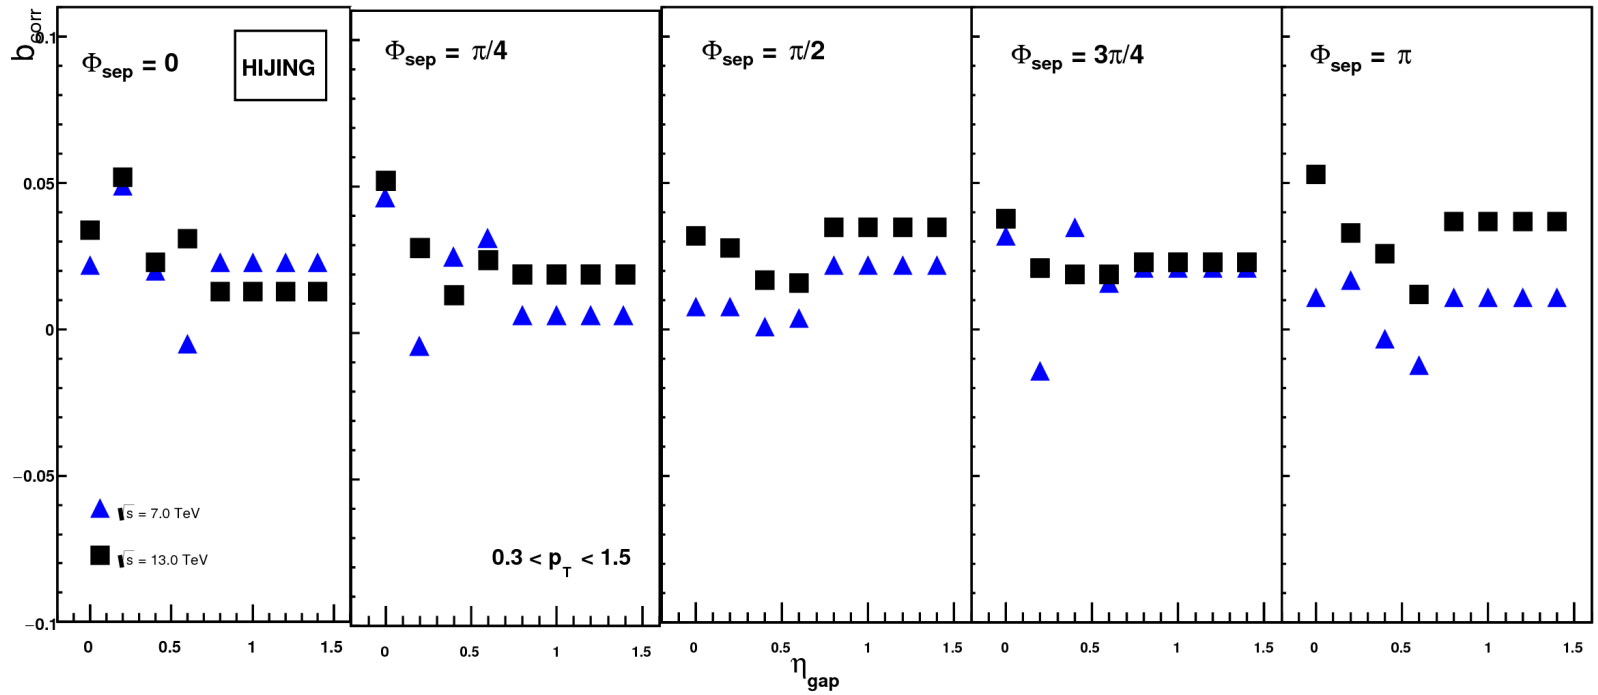 b_corr
0.1
0.05
0
−0.05
−0.1
Φ_sep = 0
HIJING
√s = 7.0 TeV
√s = 13.0 TeV
Φ_sep = π/4
0.3 < p_T < 1.5
Φ_sep = π/2
Φ_sep = 3π/4
Φ_sep = π
0 0.5 1 1.5
0 0.5 1 1.5
0 0.5 1 1.5
0 0.5 1 1.5
0 0.5 1 1.5
η_gap